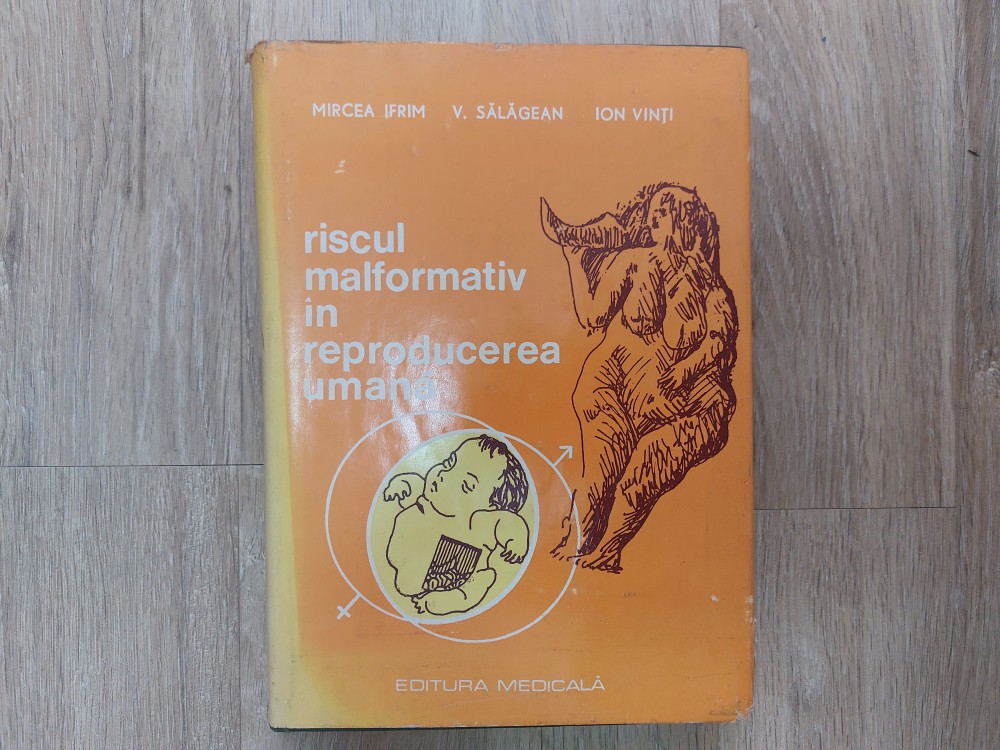 MIRCEA IFRIM V. SĂLĂGEAN ION VINȚI
riscul
malformativ
în
reproducerea
umană
EDITURA MEDICALĂ